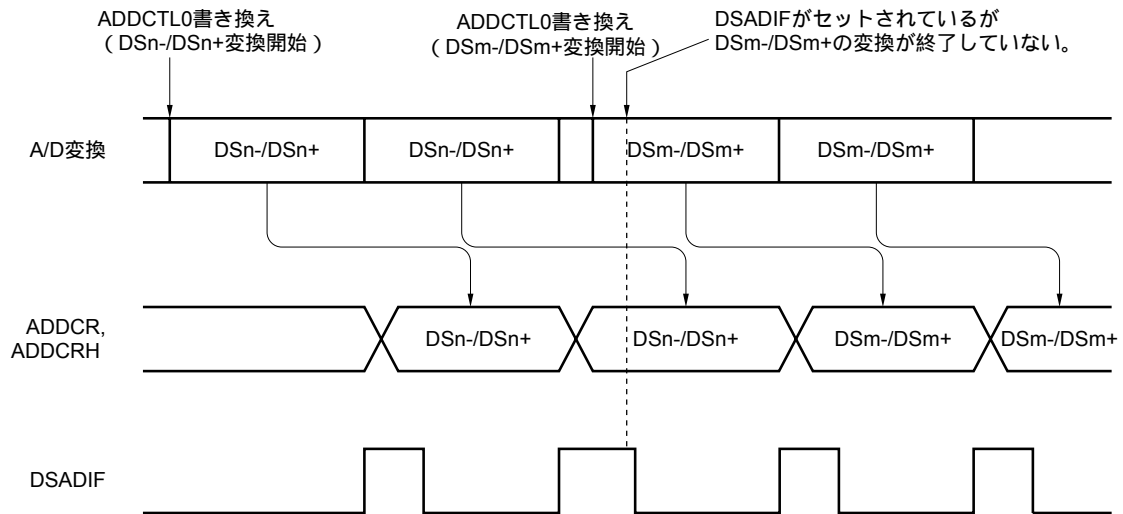 ADDCTL0書き換え
（DSn-/DSn+変換開始）
ADDCTL0書き換え
（DSm-/DSm+変換開始）
DSADIFがセットされているが
DSm-/DSm+の変換が終了していない。
A/D変換
DSn-/DSn+
DSn-/DSn+
DSm-/DSm+
DSm-/DSm+
ADDCR,
ADDCRH
DSn-/DSn+
DSn-/DSn+
DSm-/DSm+
DSm-/DSm+
DSADIF